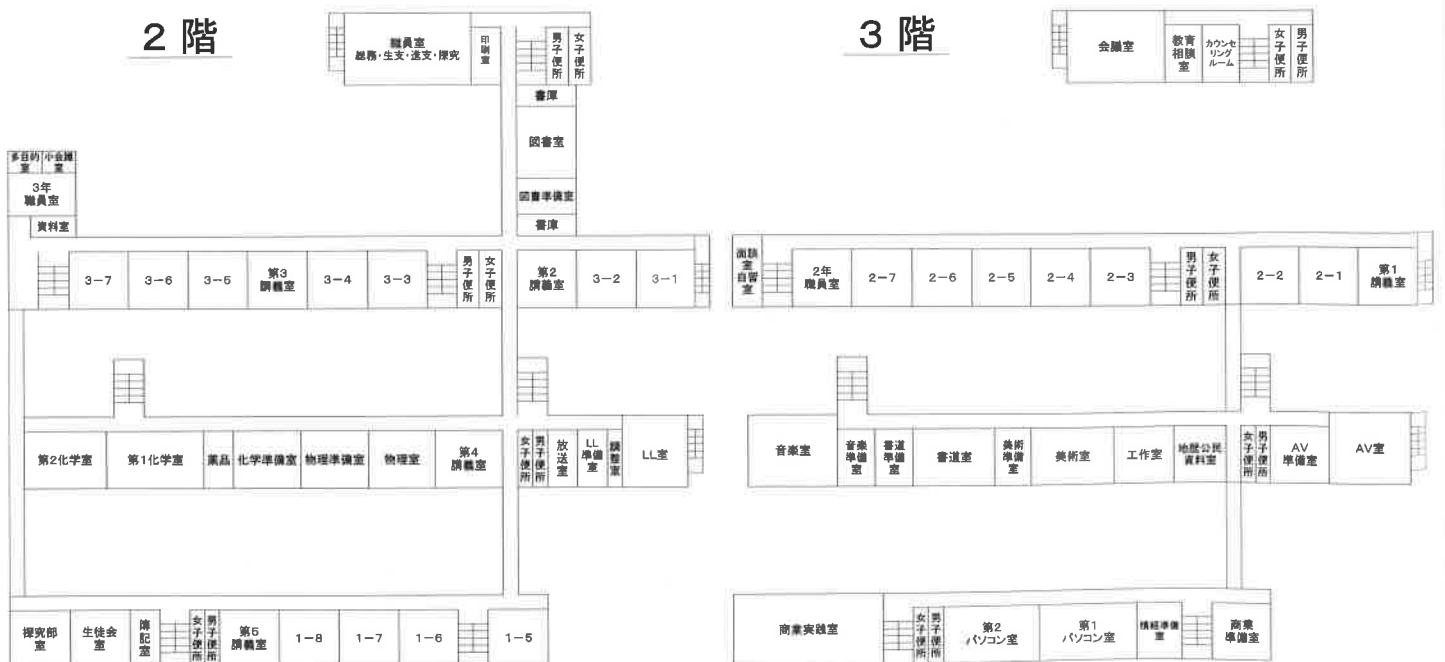 2階
職員室
総務・生支・進支・探究
印刷室
男子便所
女子便所
書庫
図書室
図書準備室
書庫
多目的室
小会議室
3年
職員室
資料室
3-7
3-6
3-5
第3
講義室
3-4
3-3
男子便所
女子便所
第2
講義室
3-2
3-1
第2化学室
第1化学室
薬品
化学準備室
物理準備室
物理室
第4
講義室
女子便所
男子便所
放送室
LL
準備室
調整室
LL室
探究部
室
生徒会
室
簿記室
女子便所
男子便所
第5
講義室
1-8
1-7
1-6
1-5
3階
会議室
教育
相談
室
カウンセ
リング
ルーム
女子便所
男子便所
面談
室
自習
室
2年
職員室
2-7
2-6
2-5
2-4
2-3
男子便所
女子便所
2-2
2-1
第1
講義室
音楽室
音楽
準備
室
書道
準備
室
書道室
美術
準備
室
美術室
工作室
地歴公民
資料室
女子便所
男子便所
AV
準備室
AV室
商業実践室
女子便所
男子便所
第2
パソコン室
第1
パソコン室
情経準備
室
商業
準備室